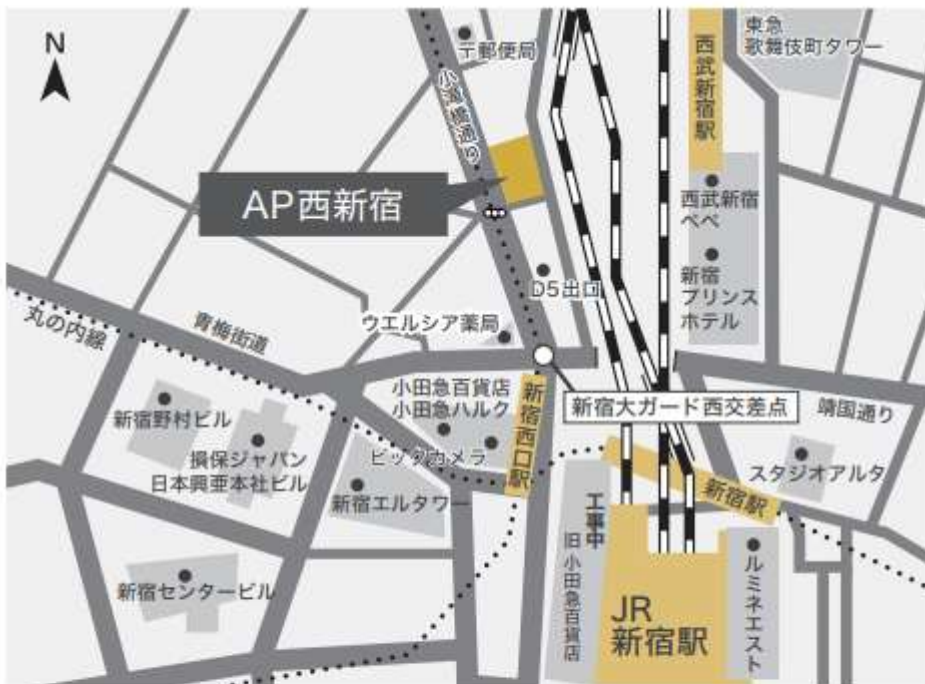 N
〒郵便局
小滝橋通り
西武新宿駅
東急
歌舞伎町タワー
AP西新宿
西武新宿
ペペ
D5出口
新宿
プリンス
ホテル
丸の内線
青梅街道
ウエルシア薬局
小田急百貨店
小田急ハルク
新宿西口駅
新宿大ガード西交差点
靖国通り
新宿野村ビル
損保ジャパン
日本興亜本社ビル
ビックカメラ
新宿エルタワー
新宿駅
スタジオアルタ
工事中
旧 小田急百貨店
新宿センタービル
JR
新宿駅
ルミネエスト